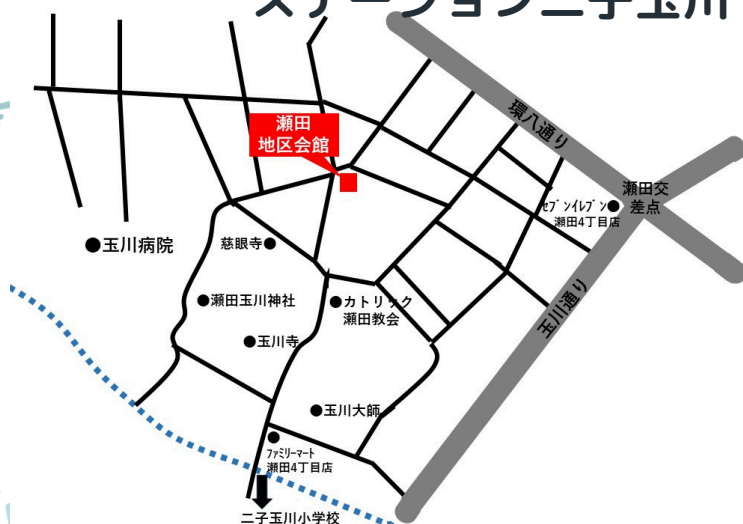 ステーション二子玉川
環八通り
瀬田
地区会館
瀬田交
差点
セブンイレブン
瀬田4丁目店
玉川病院
慈眼寺
瀬田玉川神社
カトリック
瀬田教会
玉川通り
玉川寺
玉川大師
ファミリーマート
瀬田4丁目店
二子玉川小学校